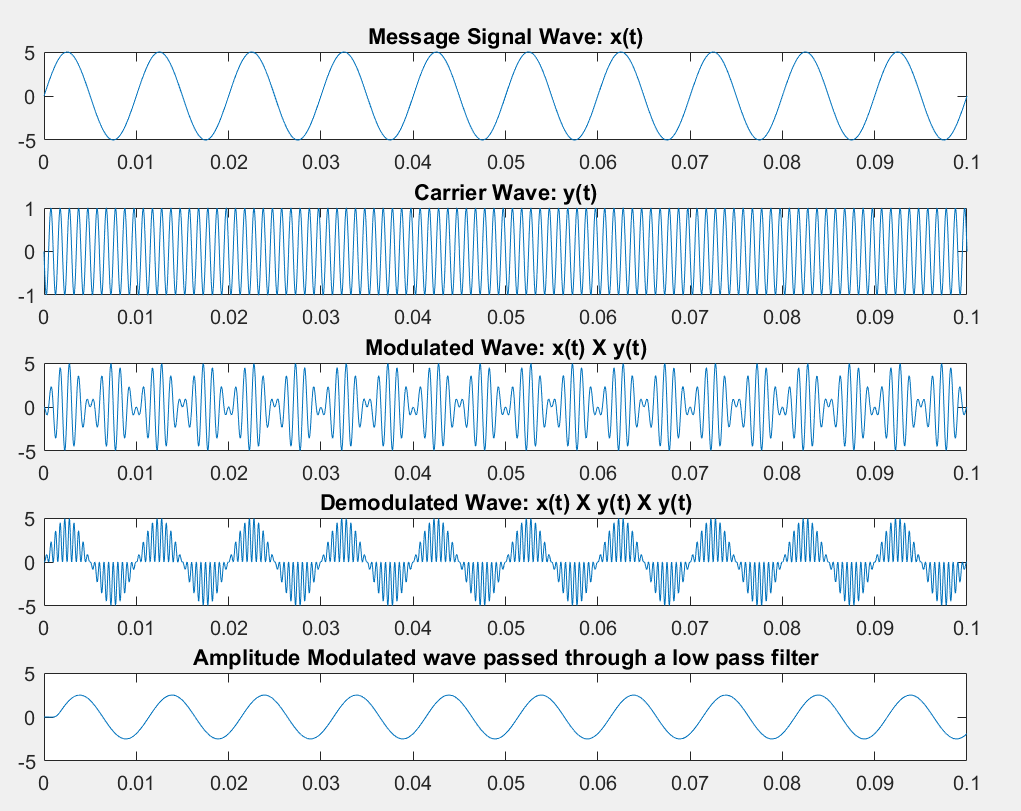 Message Signal Wave: x(t)
5
0
-5
0 0.01 0.02 0.03 0.04 0.05 0.06 0.07 0.08 0.09 0.1
Carrier Wave: y(t)
1
0
-1
0 0.01 0.02 0.03 0.04 0.05 0.06 0.07 0.08 0.09 0.1
Modulated Wave: x(t) X y(t)
5
0
-5
0 0.01 0.02 0.03 0.04 0.05 0.06 0.07 0.08 0.09 0.1
Demodulated Wave: x(t) X y(t) X y(t)
5
0
-5
0 0.01 0.02 0.03 0.04 0.05 0.06 0.07 0.08 0.09 0.1
Amplitude Modulated wave passed through a low pass filter
5
0
-5
0 0.01 0.02 0.03 0.04 0.05 0.06 0.07 0.08 0.09 0.1